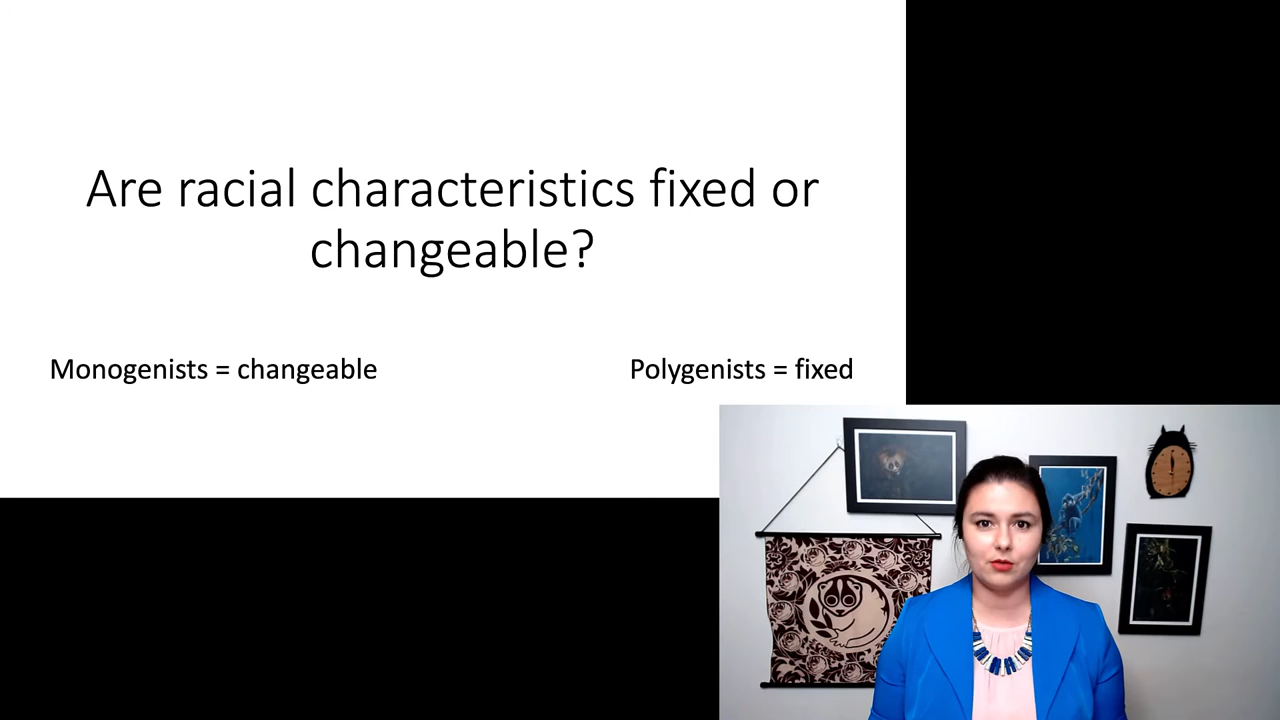 Are racial characteristics fixed or
changeable?
Monogenists = changeable
Polygenists = fixed